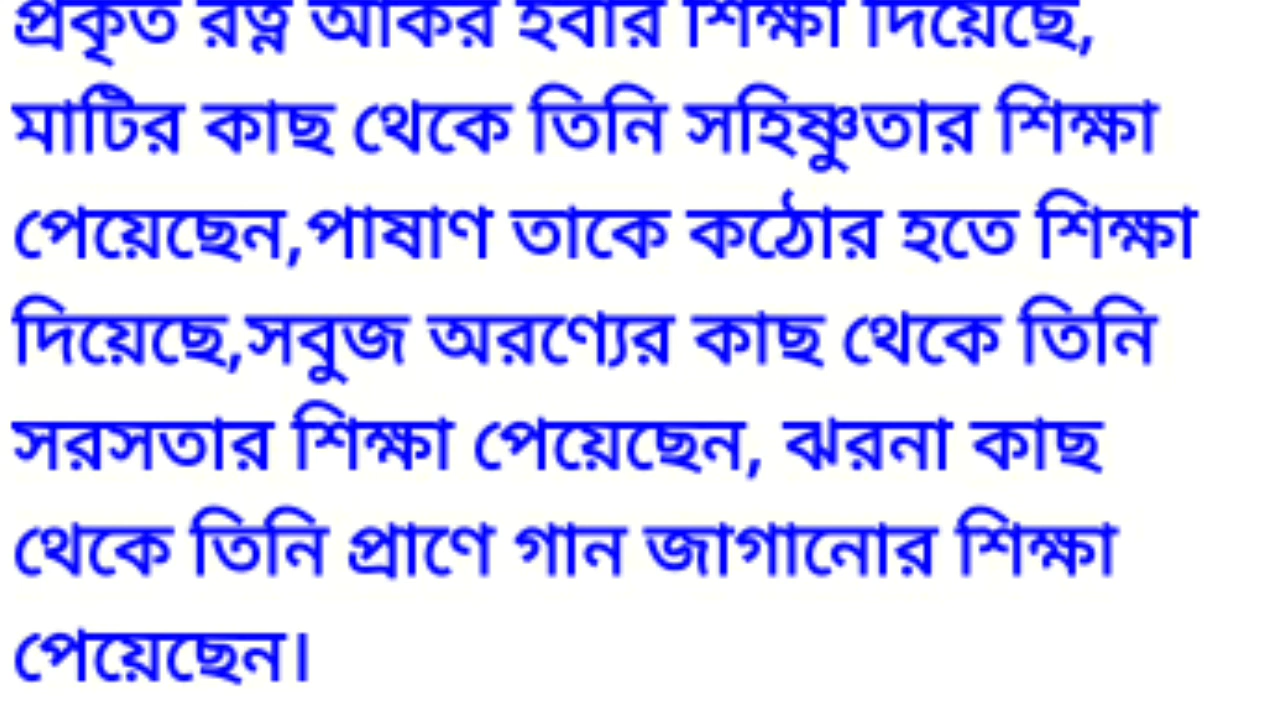 প্রকৃত রত্ন আকর হবার শিক্ষা দিয়েছে,
মাটির কাছ থেকে তিনি সহিষ্ণুতার শিক্ষা
পেয়েছেন,পাষাণ তাকে কঠোর হতে শিক্ষা
দিয়েছে,সবুজ অরণ্যের কাছ থেকে তিনি
সরসতার শিক্ষা পেয়েছেন, ঝরনা কাছ
থেকে তিনি প্রাণে গান জাগানোর শিক্ষা
পেয়েছেন।